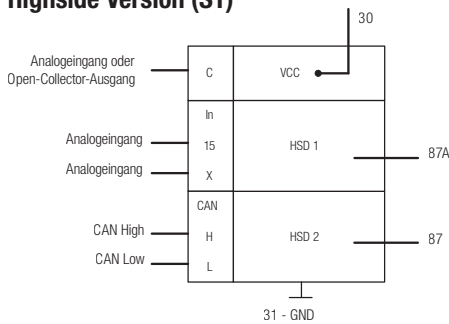 Highside Version (S1)
30
Analogeingang oder
Open-Collector-Ausgang
C
VCC
In
Analogeingang
15
HSD 1
87A
Analogeingang
X
CAN
CAN High
H
HSD 2
87
CAN Low
L
31 - GND